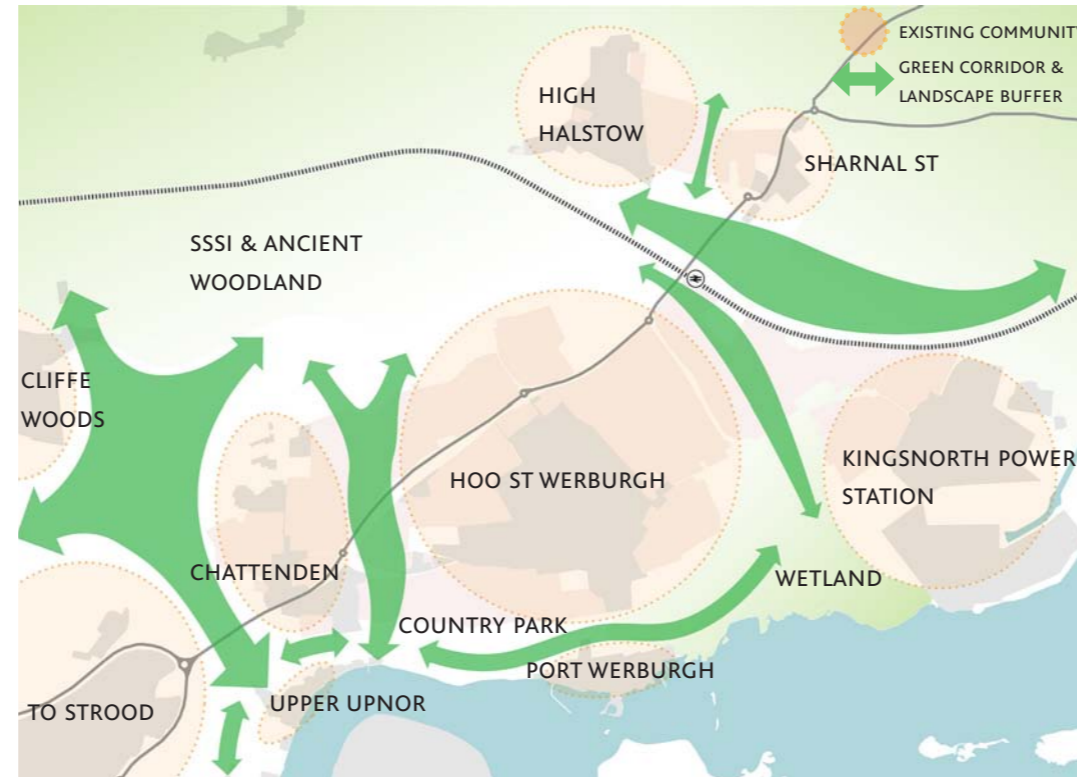 EXISTING COMMUNIT
GREEN CORRIDOR &
LANDSCAPE BUFFER
HIGH
HALSTOW
SHARNAL ST
SSSI & ANCIENT
WOODLAND
CLIFFE
WOODS
HOO ST WERBURGH
KINGSNORTH POWER
STATION
CHATTENDEN
WETLAND
COUNTRY PARK
PORT WERBURGH
UPPER UPNOR
TO STROOD